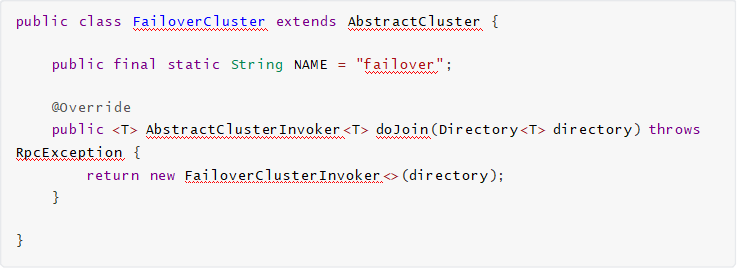 public class FailoverCluster extends AbstractCluster {
public final static String NAME = "failover";
@Override
public <T> AbstractClusterInvoker<T> doJoin(Directory<T> directory) throws
RpcException {
return new FailoverClusterInvoker<>(directory);
}
}